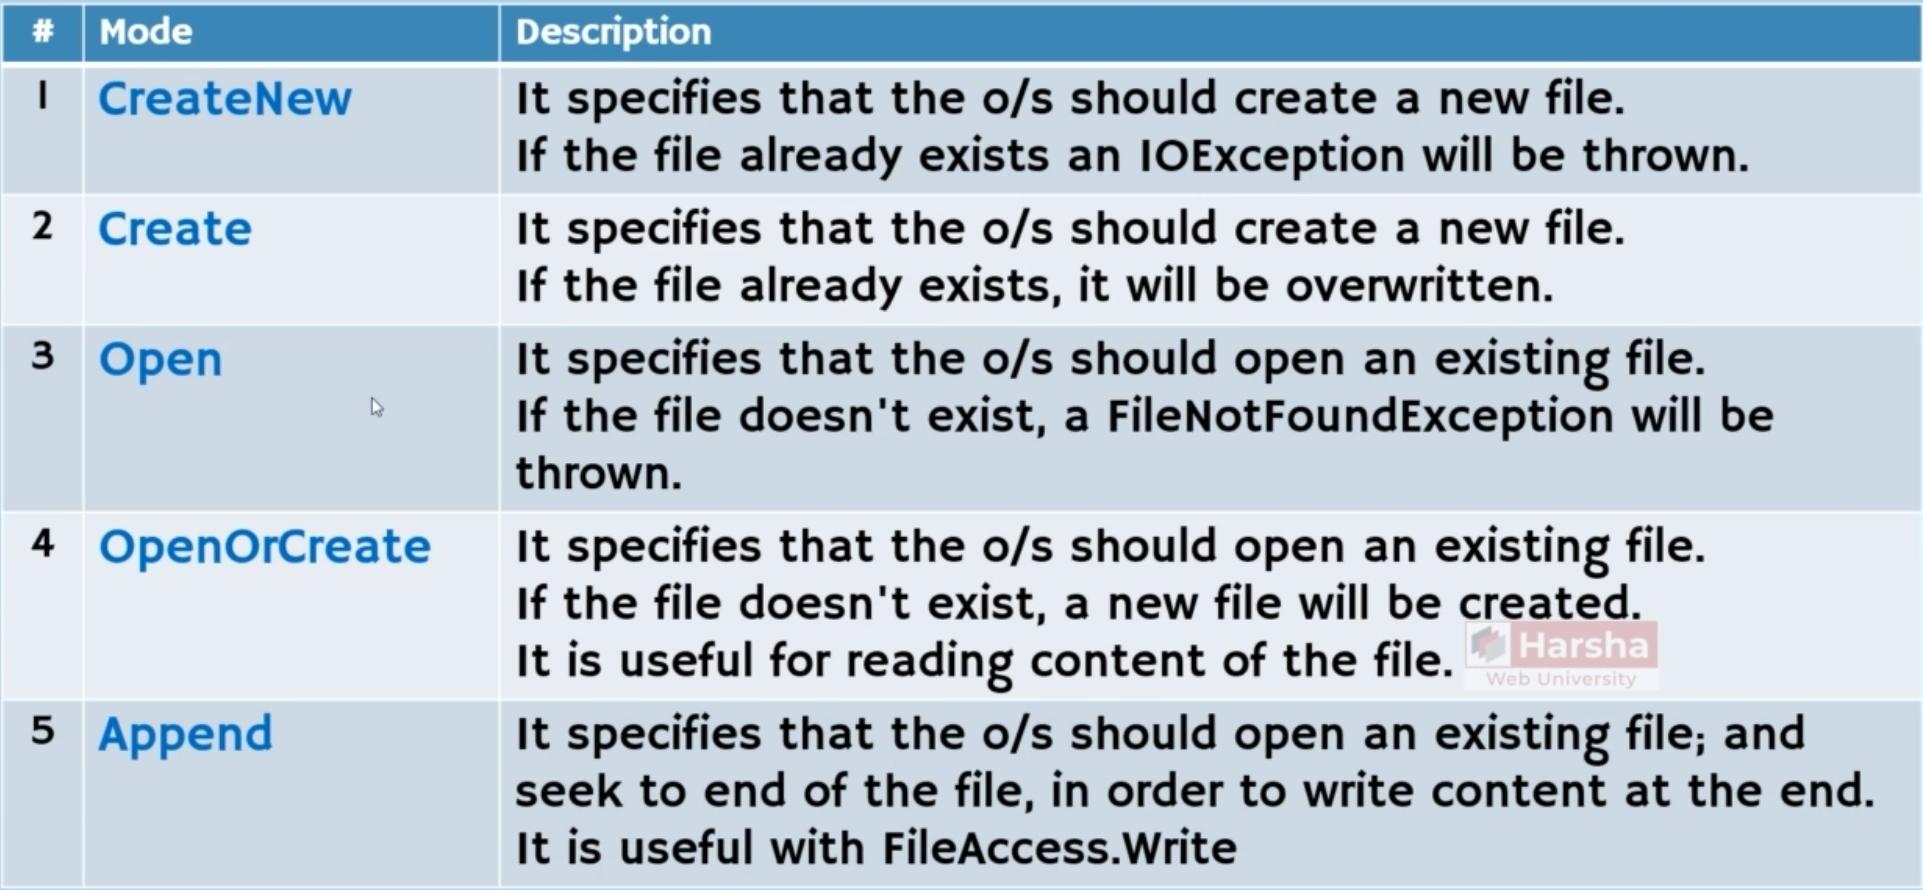 # Mode Description
1 CreateNew It specifies that the o/s should create a new file.
If the file already exists an IOException will be thrown.
2 Create It specifies that the o/s should create a new file.
If the file already exists, it will be overwritten.
3 Open It specifies that the o/s should open an existing file.
If the file doesn't exist, a FileNotFoundException will be
thrown.
4 OpenOrCreate It specifies that the o/s should open an existing file.
If the file doesn't exist, a new file will be created.
It is useful for reading content of the file.
Harsha
Web University
5 Append It specifies that the o/s should open an existing file; and
seek to end of the file, in order to write content at the end.
It is useful with FileAccess.Write